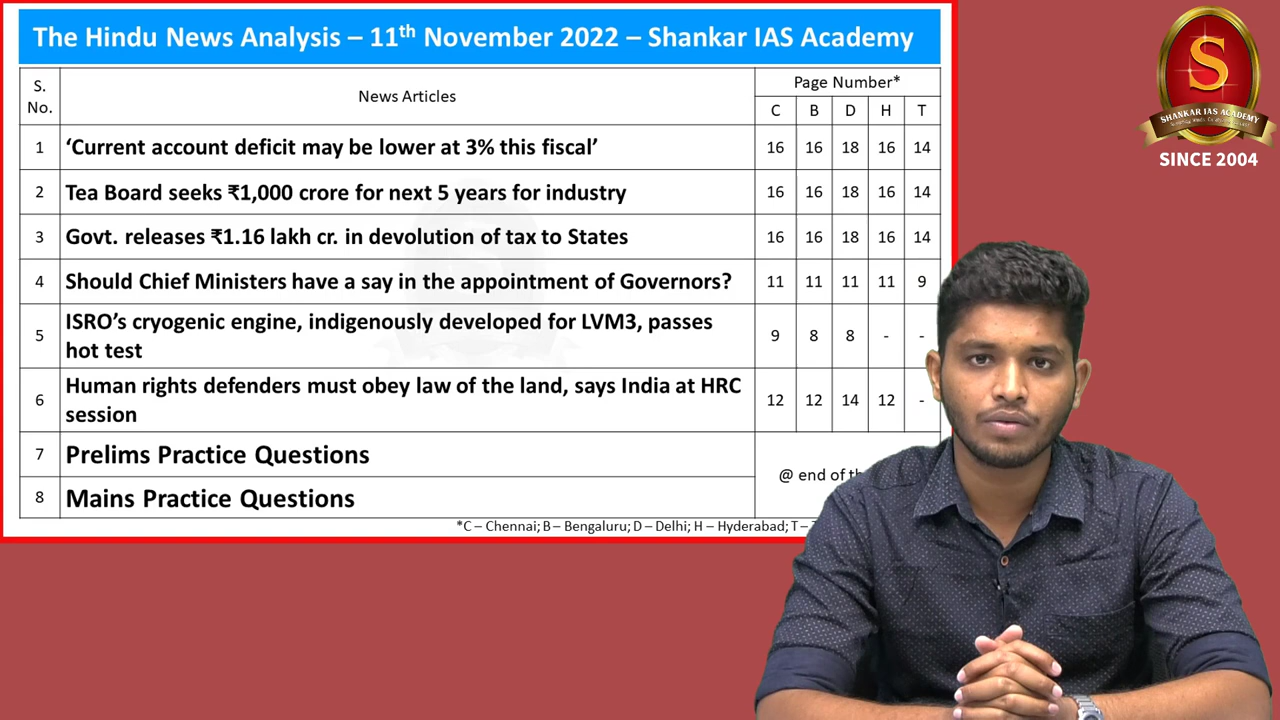 The Hindu News Analysis – 11th November 2022 – Shankar IAS Academy
S. No. News Articles Page Number*
C B D H T
1 ‘Current account deficit may be lower at 3% this fiscal’ 16 16 18 16 14
2 Tea Board seeks ₹1,000 crore for next 5 years for industry 16 16 18 16 14
3 Govt. releases ₹1.16 lakh cr. in devolution of tax to States 16 16 18 16 14
4 Should Chief Ministers have a say in the appointment of Governors? 11 11 11 11 9
5 ISRO’s cryogenic engine, indigenously developed for LVM3, passes
hot test 9 8 8 - -
6 Human rights defenders must obey law of the land, says India at HRC
session 12 12 14 12 -
7 Prelims Practice Questions
@ end of th
8 Mains Practice Questions
*C – Chennai; B – Bengaluru; D – Delhi; H – Hyderabad; T –
S
SHANKAR IAS ACADEMY
SINCE 2004